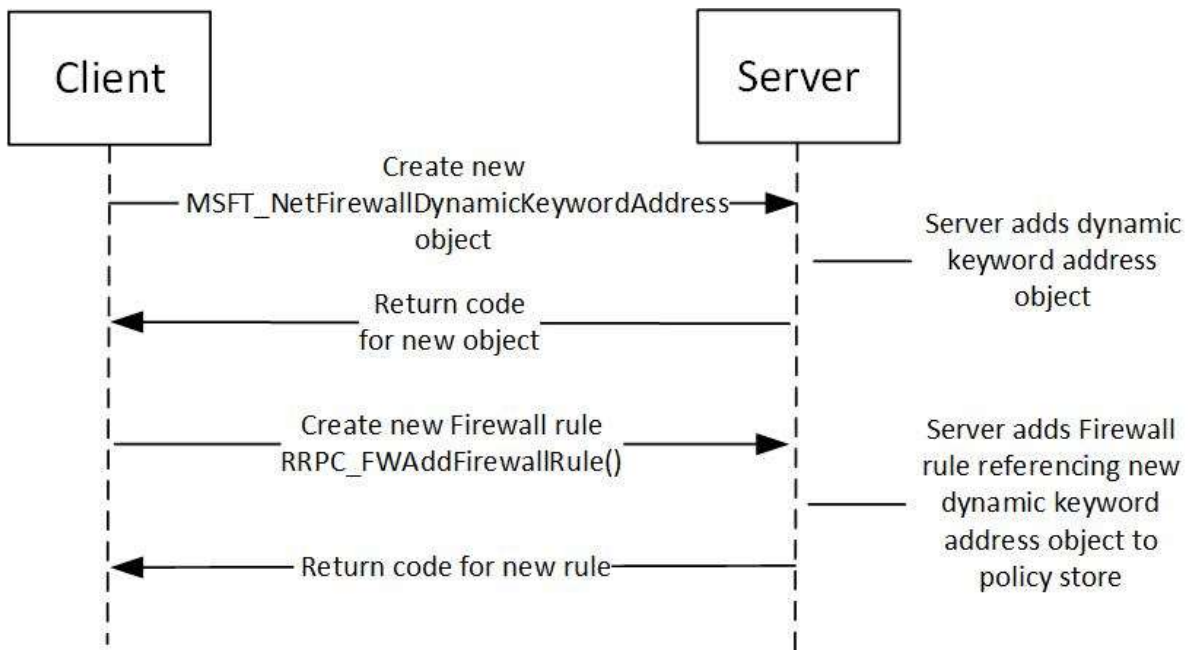 Client
Server
Create new
MSFT_NetFirewallDynamicKeywordAddress
object
Server adds dynamic
keyword address
object
Return code
for new object
Create new Firewall rule
RRPC_FWAddFirewallRule()
Server adds Firewall
rule referencing new
dynamic keyword
address object to
policy store
Return code for new rule